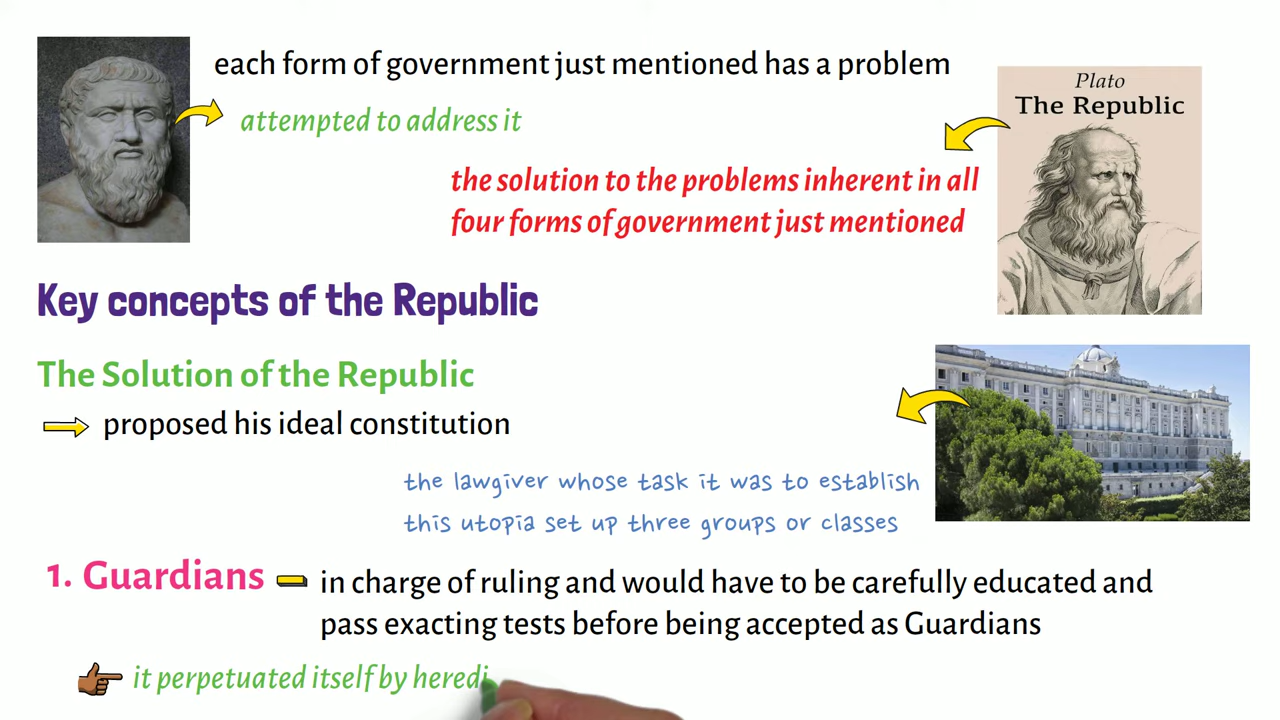 each form of government just mentioned has a problem
attempted to address it
Plato
The Republic
the solution to the problems inherent in all
four forms of government just mentioned
Key concepts of the Republic
The Solution of the Republic
proposed his ideal constitution
the lawgiver whose task it was to establish
this utopia set up three groups or classes
1. Guardians
in charge of ruling and would have to be carefully educated and
pass exacting tests before being accepted as Guardians
it perpetuated itself by heredi